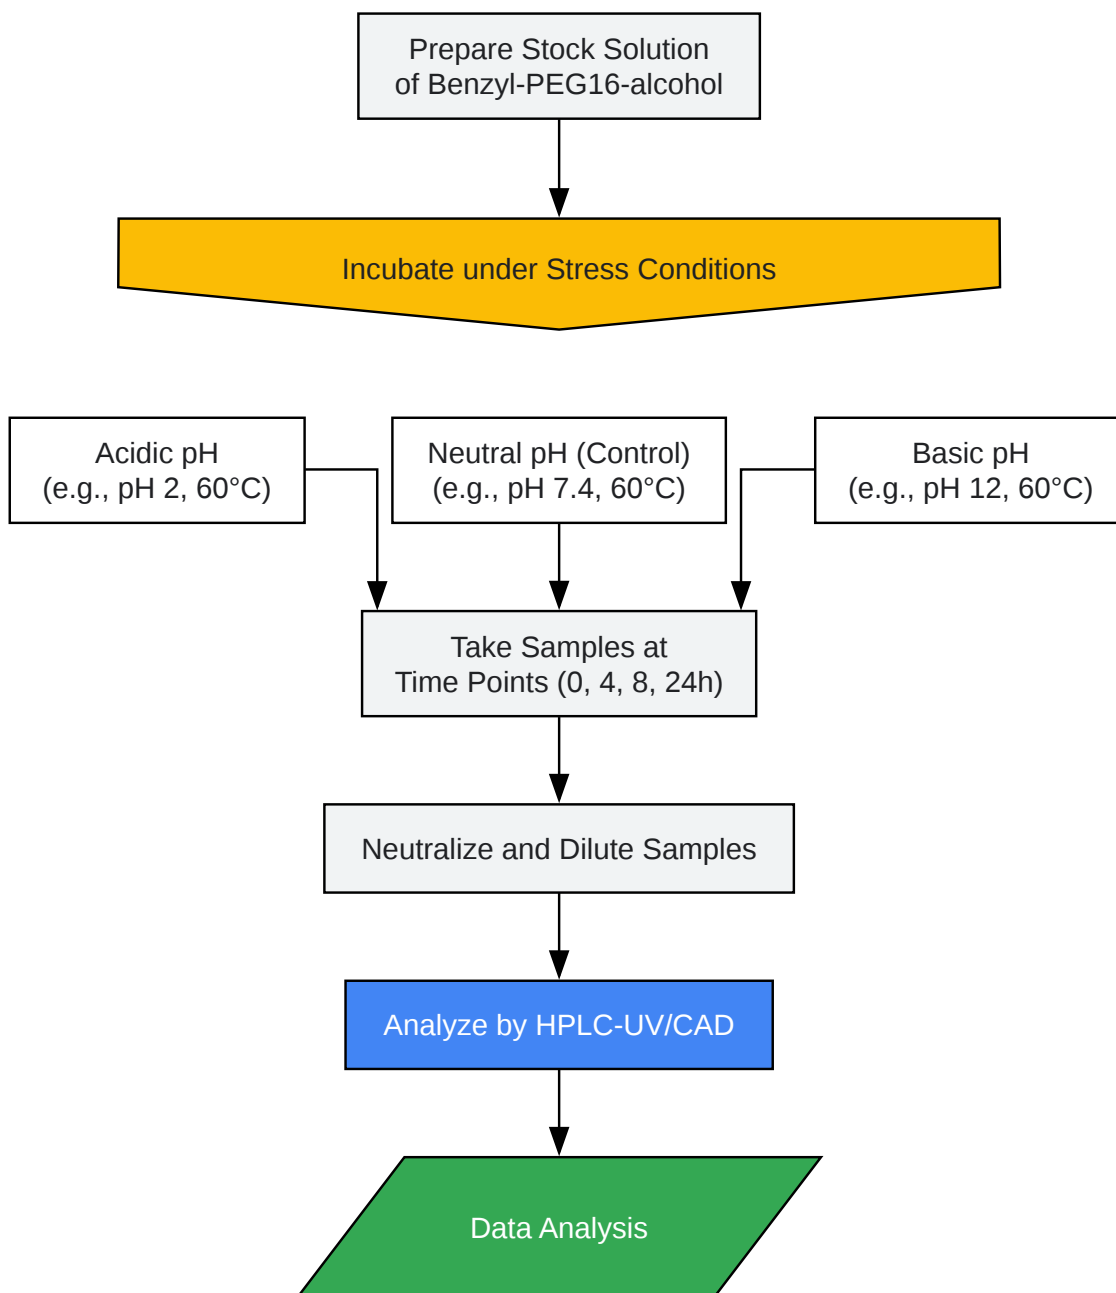 Prepare Stock Solution
of Benzyl-PEG16-alcohol
Incubate under Stress Conditions
Acidic pH
(e.g., pH 2, 60°C)
Neutral pH (Control)
(e.g., pH 7.4, 60°C)
Basic pH
(e.g., pH 12, 60°C)
Take Samples at
Time Points (0, 4, 8, 24h)
Neutralize and Dilute Samples
Analyze by HPLC-UV/CAD
Data Analysis